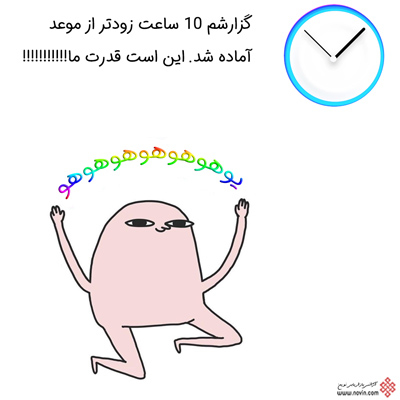 گزارشم 10 ساعت زودتر از موعد
آماده شد. این است قدرت ما!!!!!!!!!!!
یوهوهوهوهوهوهو
www.novin.com